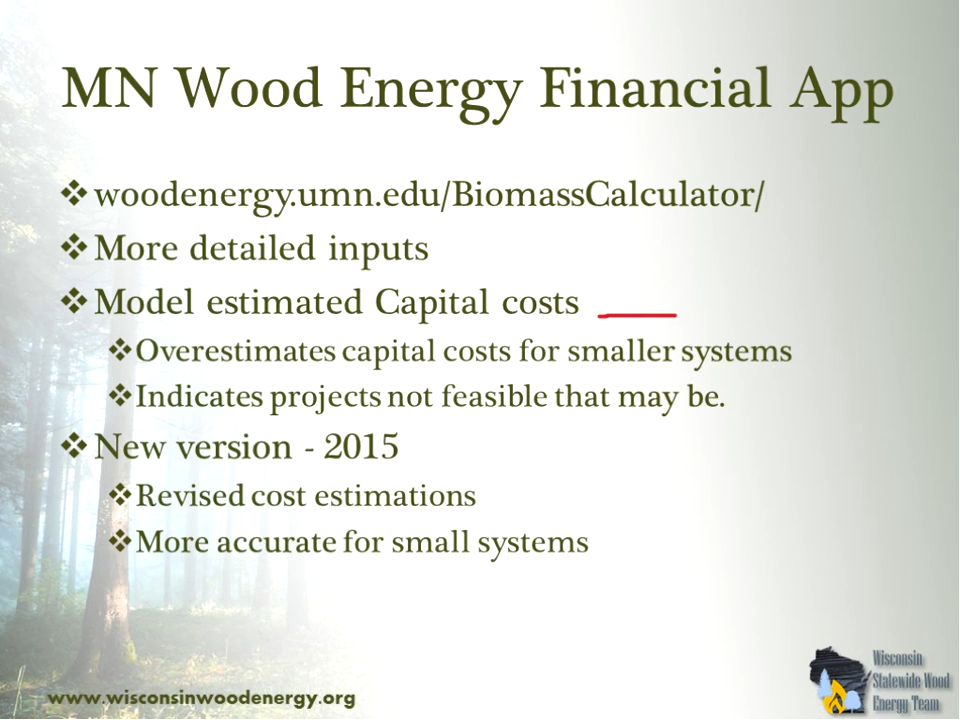 MN Wood Energy Financial App
❖woodenergy.umn.edu/BiomassCalculator/
❖More detailed inputs
❖Model estimated Capital costs
❖Overestimates capital costs for smaller systems
❖Indicates projects not feasible that may be.
❖New version - 2015
❖Revised cost estimations
❖More accurate for small systems
www.wisconsinwoodenergy.org
Wisconsin
Statewide Wood
Energy Team